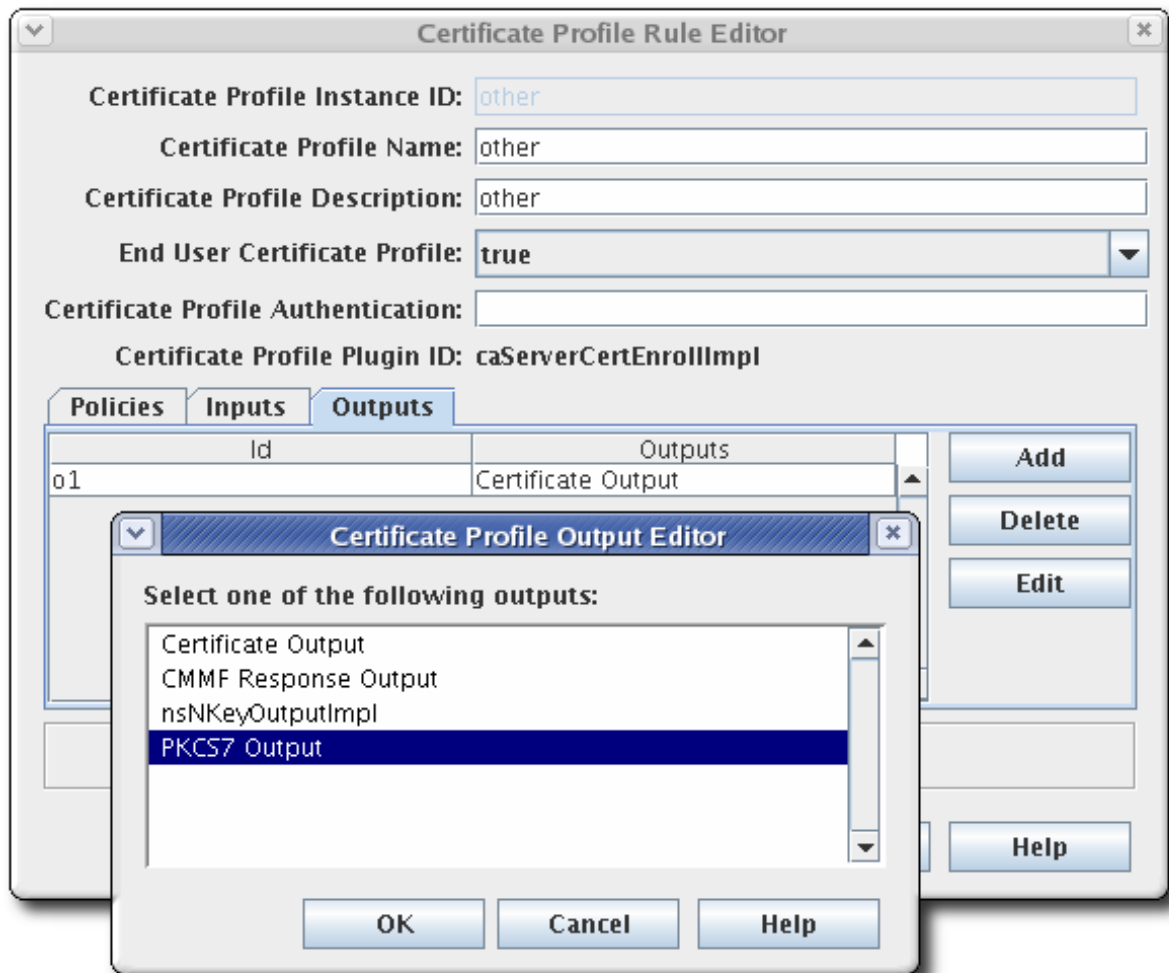 Certificate Profile Rule Editor
Certificate Profile Instance ID: other
Certificate Profile Name: other
Certificate Profile Description: other
End User Certificate Profile: true
Certificate Profile Authentication:
Certificate Profile Plugin ID: caServerCertEnrollImpl
Policies Inputs Outputs
Id Outputs
o1 Certificate Output
Add
Delete
Edit
Certificate Profile Output Editor
Select one of the following outputs:
Certificate Output
CMMF Response Output
nsNKeyOutputImpl
PKCS7 Output
OK Cancel Help
Help